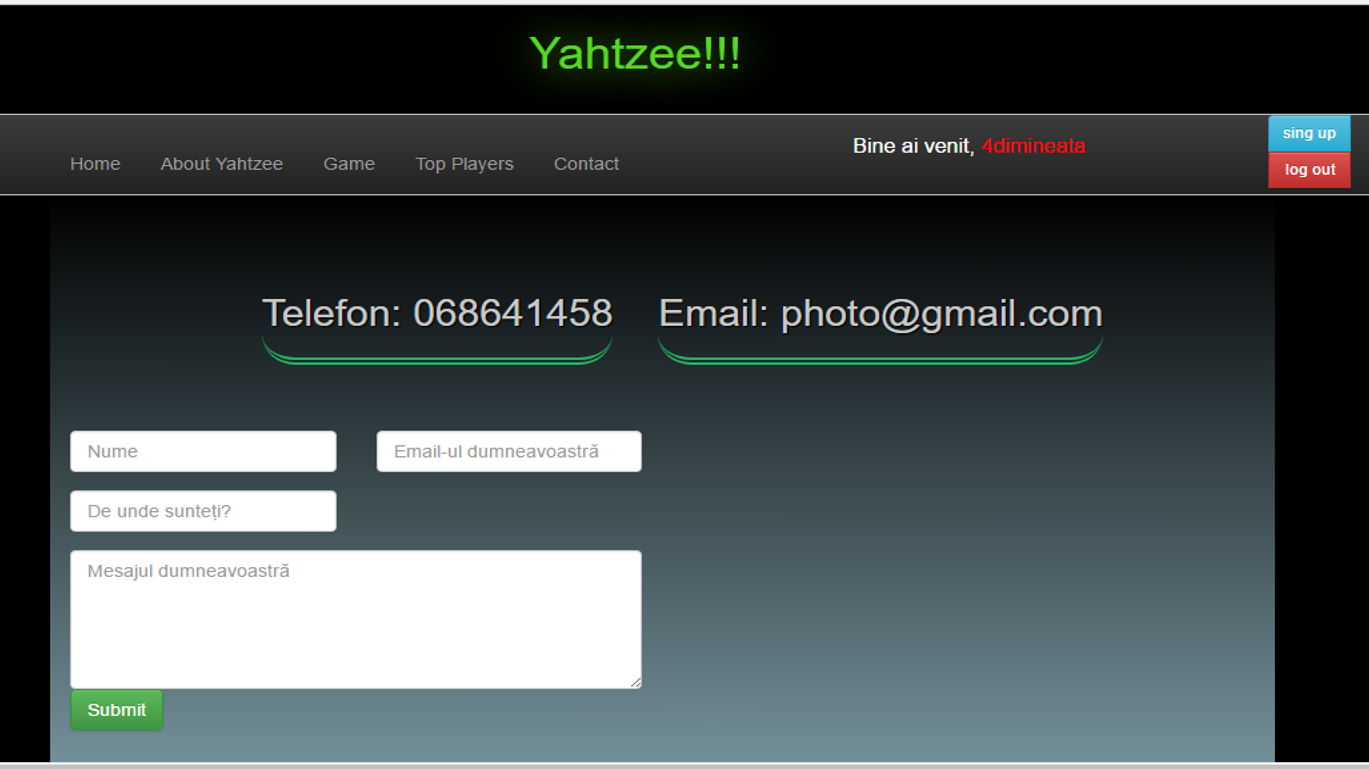 Yahtzee!!!
Home About Yahtzee Game Top Players Contact
Bine ai venit, 4dimineata
sing up
log out
Telefon: 068641458 Email: photo@gmail.com
Nume Email-ul dumneavoastră
De unde sunteți?
Mesajul dumneavoastră
Submit